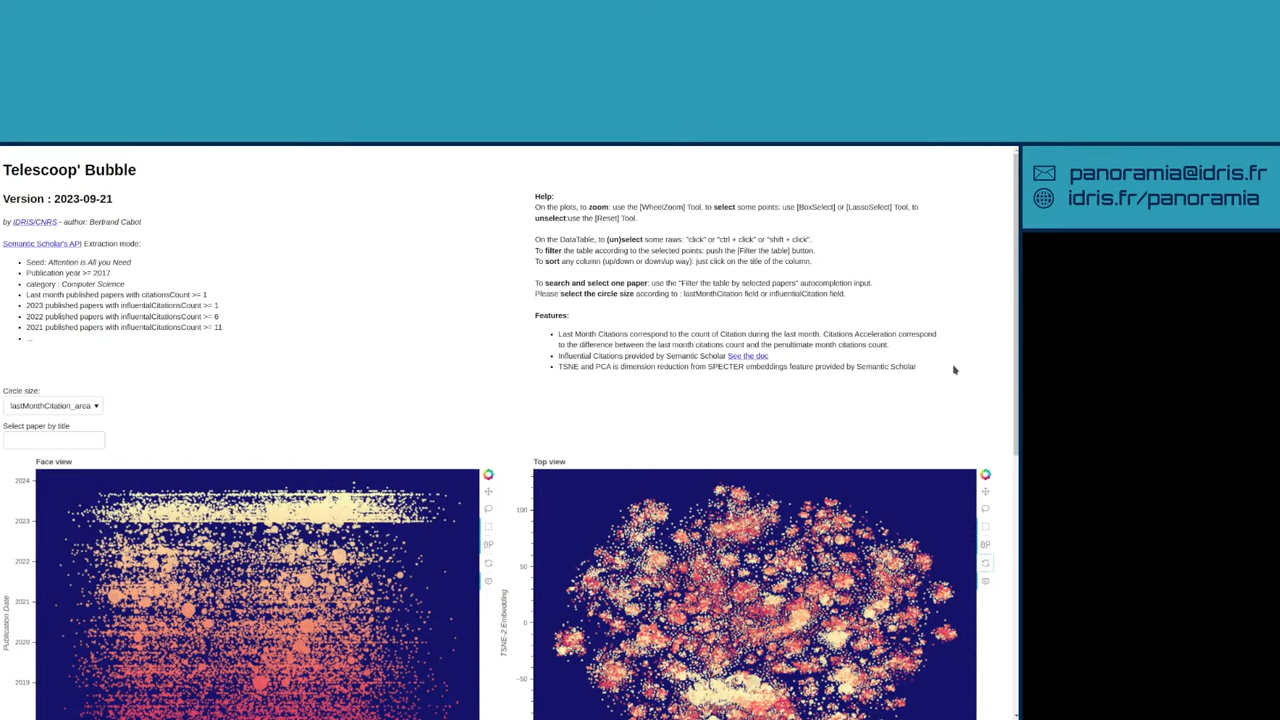 panoramia@idris.fr
idris.fr/panoramia
Telescoop' Bubble
Version : 2023-09-21
by IDRIS/CNRS - author: Bertrand Cabot
Semantic Scholar's API Extraction mode:
Seed: Attention is All you Need
Publication year >= 2017
category : Computer Science
Last month published papers with citationsCount >= 1
2023 published papers with influentalCitationsCount >= 1
2022 published papers with influentalCitationsCount >= 6
2021 published papers with influentalCitationsCount >= 11
...
Help:
On the plots, to zoom: use the [WheelZoom] Tool, to select some points: use [BoxSelect] or [LassoSelect] Tool, to
unselect:use the [Reset] Tool.
On the DataTable, to (un)select some raws: "click" or "ctrl + click" or "shift + click".
To filter the table according to the selected points: push the [Filter the table] button.
To sort any column (up/down or down/up way): just click on the title of the column.
To search and select one paper: use the "Filter the table by selected papers" autocompletion input.
Please select the circle size according to : lastMonthCitation field or influentialCitation field.
Features:
Last Month Citations correspond to the count of Citation during the last month. Citations Acceleration correspond
to the difference between the last month citations count and the penultimate month citations count.
Influential Citations provided by Semantic Scholar See the doc
TSNE and PCA is dimension reduction from SPECTER embeddings feature provided by Semantic Scholar
Circle size:
lastMonthCitation_area
Select paper by title
Face view
2024
2023
2022
2021
2020
2019
Publication Date
Top view
100
50
0
−50
TSNE-2 Embedding